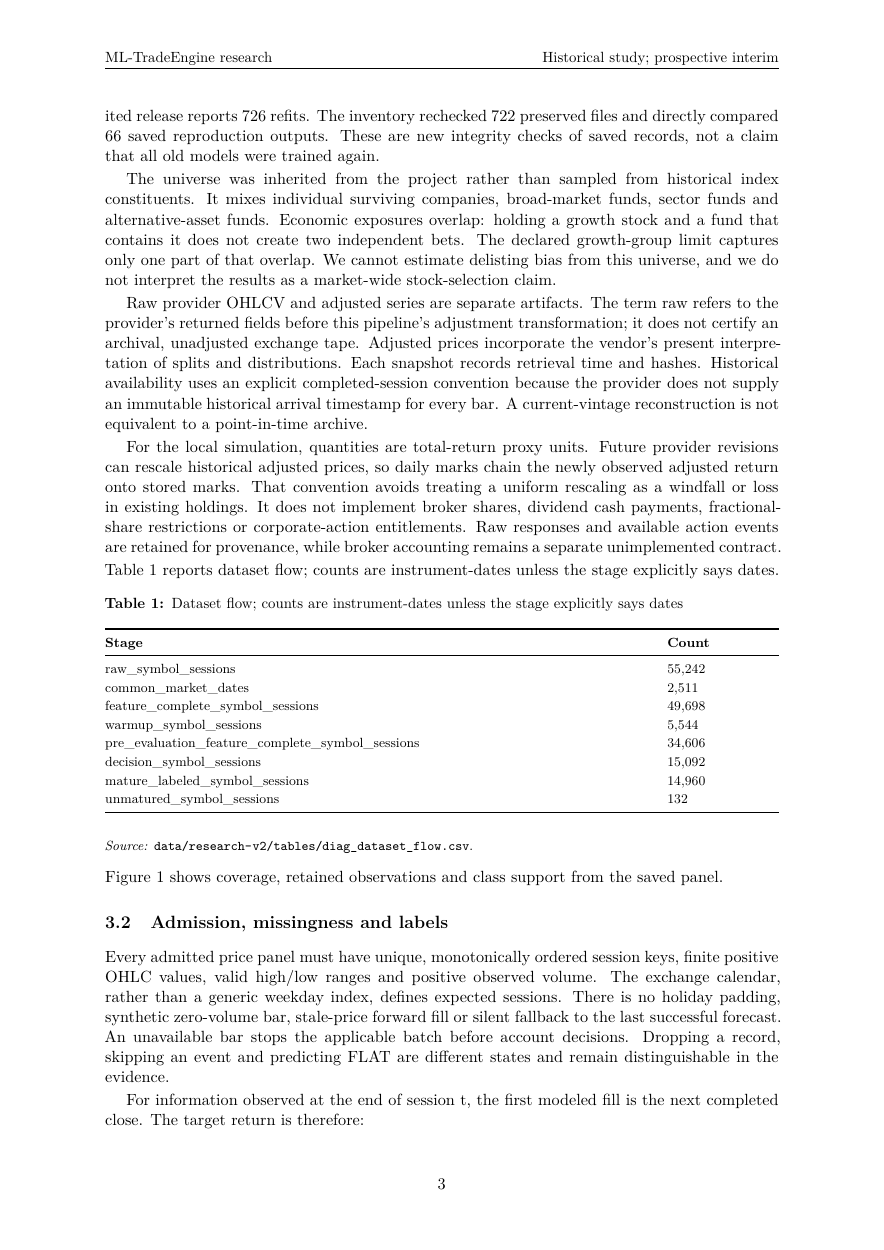 ML-TradeEngine research Historical study; prospective interim
ited release reports 726 refits. The inventory rechecked 722 preserved files and directly compared
66 saved reproduction outputs. These are new integrity checks of saved records, not a claim
that all old models were trained again.
The universe was inherited from the project rather than sampled from historical index
constituents. It mixes individual surviving companies, broad-market funds, sector funds and
alternative-asset funds. Economic exposures overlap: holding a growth stock and a fund that
contains it does not create two independent bets. The declared growth-group limit captures
only one part of that overlap. We cannot estimate delisting bias from this universe, and we do
not interpret the results as a market-wide stock-selection claim.
Raw provider OHLCV and adjusted series are separate artifacts. The term raw refers to the
provider's returned fields before this pipeline's adjustment transformation; it does not certify an
archival, unadjusted exchange tape. Adjusted prices incorporate the vendor's present interpre-
tation of splits and distributions. Each snapshot records retrieval time and hashes. Historical
availability uses an explicit completed-session convention because the provider does not supply
an immutable historical arrival timestamp for every bar. A current-vintage reconstruction is not
equivalent to a point-in-time archive.
For the local simulation, quantities are total-return proxy units. Future provider revisions
can rescale historical adjusted prices, so daily marks chain the newly observed adjusted return
onto stored marks. That convention avoids treating a uniform rescaling as a windfall or loss
in existing holdings. It does not implement broker shares, dividend cash payments, fractional-
share restrictions or corporate-action entitlements. Raw responses and available action events
are retained for provenance, while broker accounting remains a separate unimplemented contract.
Table 1 reports dataset flow; counts are instrument-dates unless the stage explicitly says dates.
Table 1: Dataset flow; counts are instrument-dates unless the stage explicitly says dates
Stage Count
raw_symbol_sessions 55,242
common_market_dates 2,511
feature_complete_symbol_sessions 49,698
warmup_symbol_sessions 5,544
pre_evaluation_feature_complete_symbol_sessions 34,606
decision_symbol_sessions 15,092
mature_labeled_symbol_sessions 14,960
unmatured_symbol_sessions 132
Source: data/research-v2/tables/diag_dataset_flow.csv.
Figure 1 shows coverage, retained observations and class support from the saved panel.
3.2 Admission, missingness and labels
Every admitted price panel must have unique, monotonically ordered session keys, finite positive
OHLC values, valid high/low ranges and positive observed volume. The exchange calendar,
rather than a generic weekday index, defines expected sessions. There is no holiday padding,
synthetic zero-volume bar, stale-price forward fill or silent fallback to the last successful forecast.
An unavailable bar stops the applicable batch before account decisions. Dropping a record,
skipping an event and predicting FLAT are different states and remain distinguishable in the
evidence.
For information observed at the end of session t, the first modeled fill is the next completed
close. The target return is therefore:
3